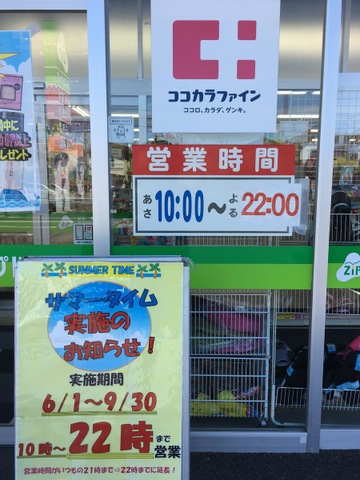 ココカラファイン
ココロ、カラダ、ゲンキ。
営業時間
あさ 10:00～よる 22:00
ZiP
SUMMER TIME
サマータイム
実施の
お知らせ！
実施期間
6/1～9/30
10時～22時まで営業
営業時間がいつもの21時まで⇨22時までに延長！